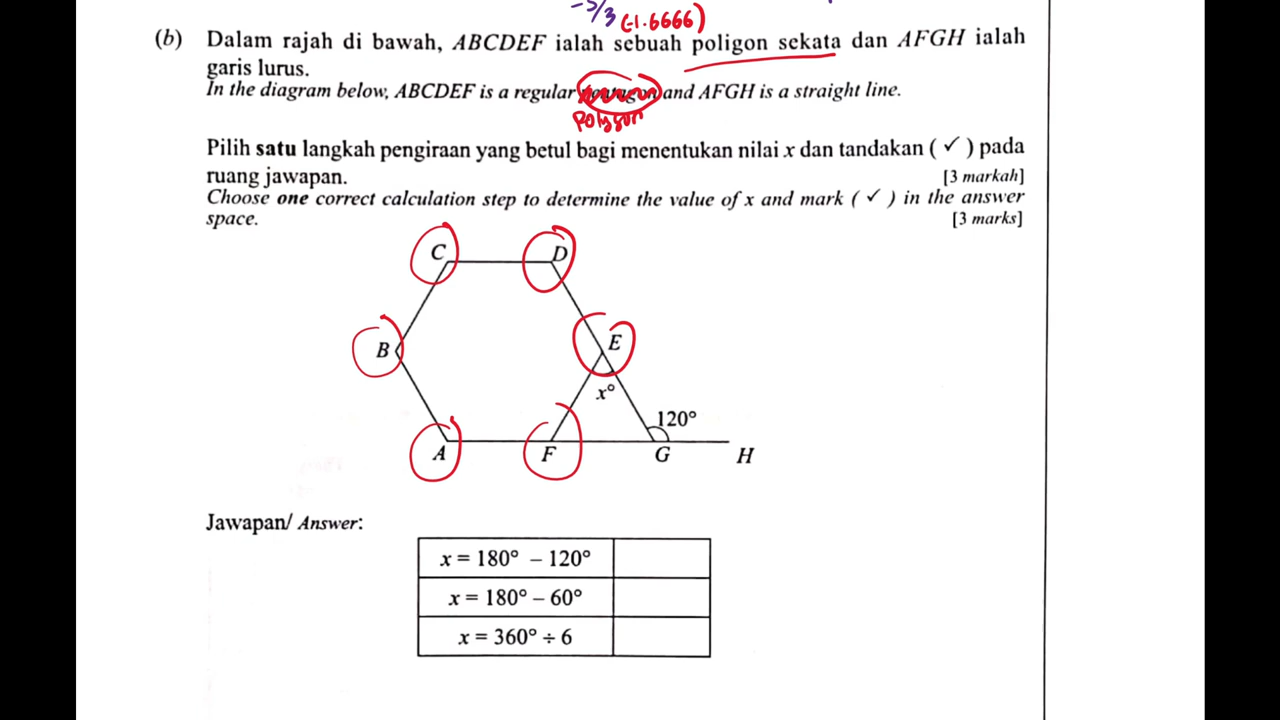 -5/3 (-1.6666)
(b) Dalam rajah di bawah, ABCDEF ialah sebuah poligon sekata dan AFGH ialah
garis lurus.
In the diagram below, ABCDEF is a regular and AFGH is a straight line.
polygon
Pilih satu langkah pengiraan yang betul bagi menentukan nilai x dan tandakan ( ✓ ) pada
ruang jawapan. [3 markah]
Choose one correct calculation step to determine the value of x and mark ( ✓ ) in the answer
space. [3 marks]
C D
B E
x°
120°
A F G H
Jawapan/ Answer:
x = 180° – 120°
x = 180° – 60°
x = 360° ÷ 6